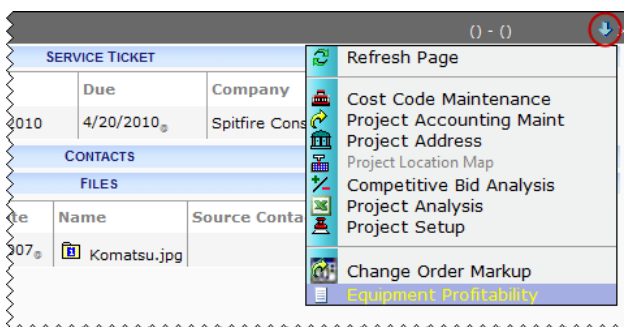 () - ()
SERVICE TICKET
Refresh Page
Due Company
2010 4/20/2010 Spitfire Cons
Cost Code Maintenance
Project Accounting Maint
Project Address
CONTACTS
Project Location Map
FILES
Competitive Bid Analysis
Project Analysis
Name Source Conta
Project Setup
Komatsu.jpg
Change Order Markup
Equipment Profitability